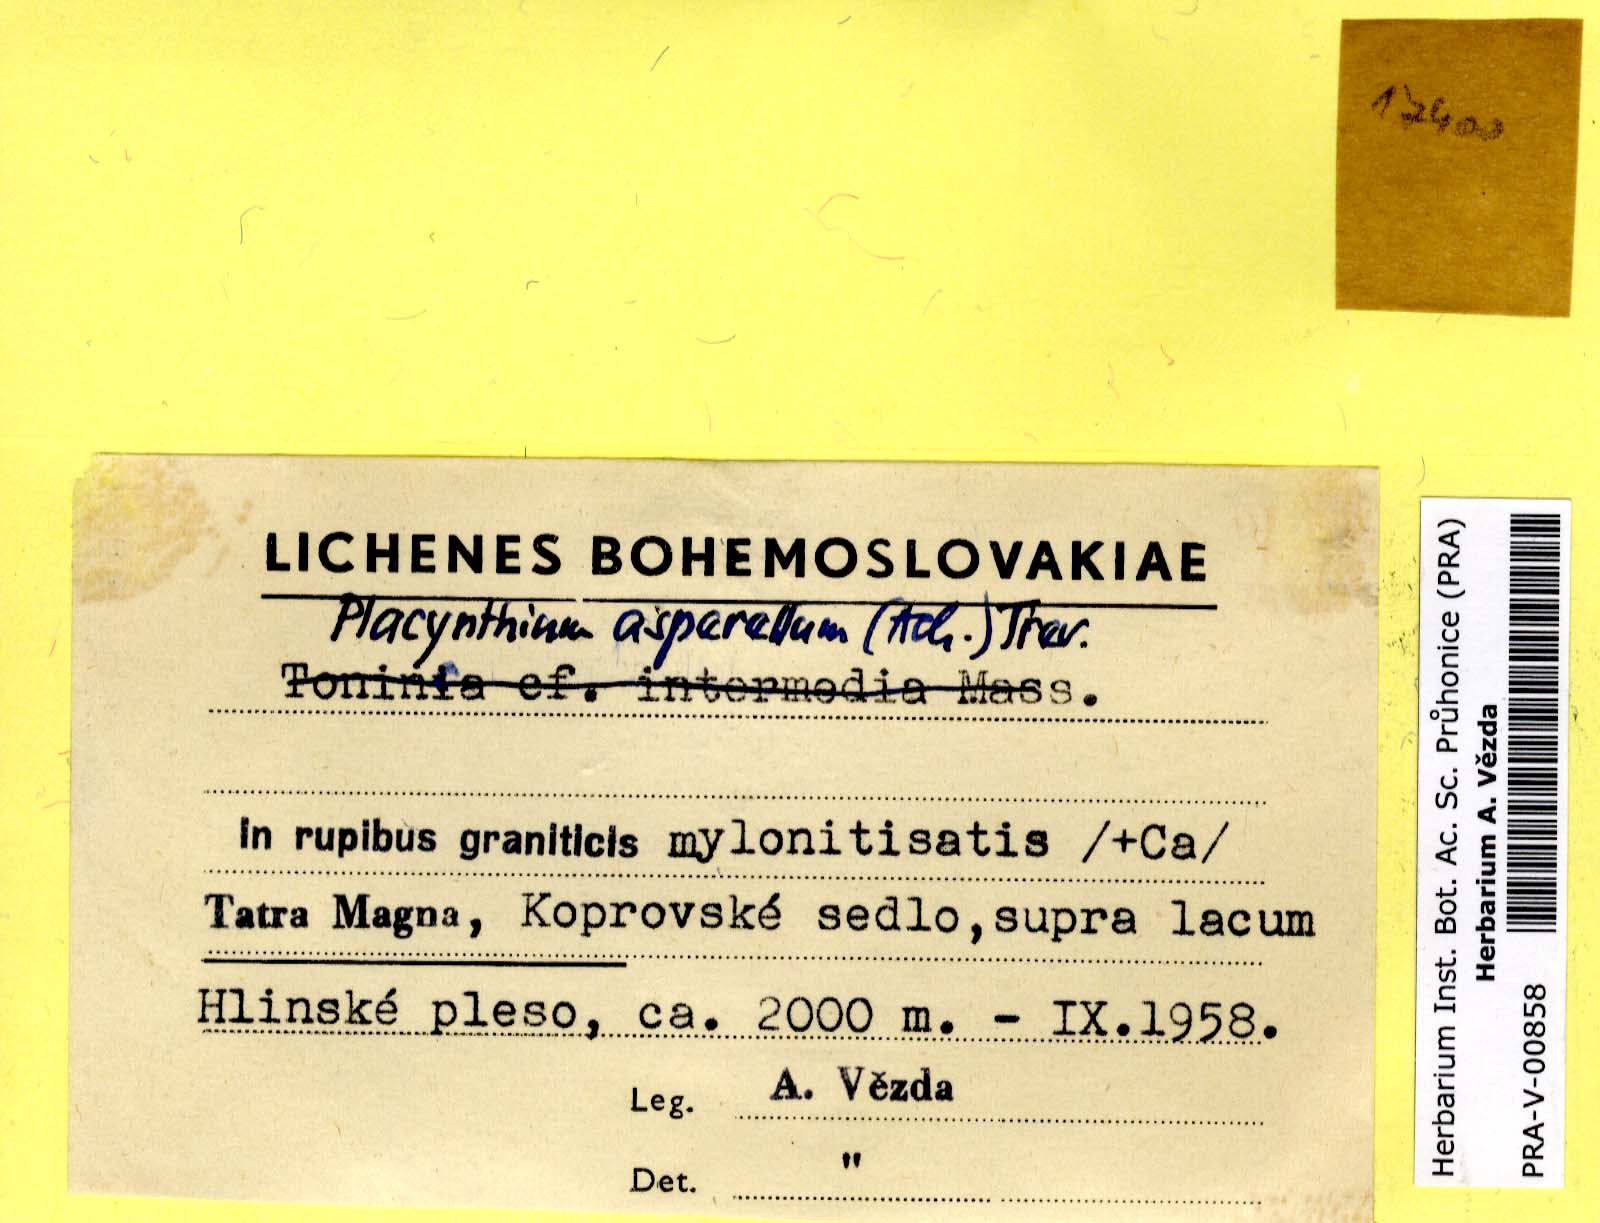 17400
LICHENES BOHEMOSLOVAKIAE
Placynthium asperellum (Ach.) Trev.
Toninia cf. intermedia Mass.
In rupibus graniticis mylonitisatis /+Ca/
Tatra Magna, Koprovské sedlo,supra lacum
Hlinské pleso, ca. 2000 m. - IX.1958.
Leg. A. Vězda
Det. "
Herbarium Inst. Bot. Ac. Sc. Průhonice (PRA)
Herbarium A. Vězda
PRA-V-00858